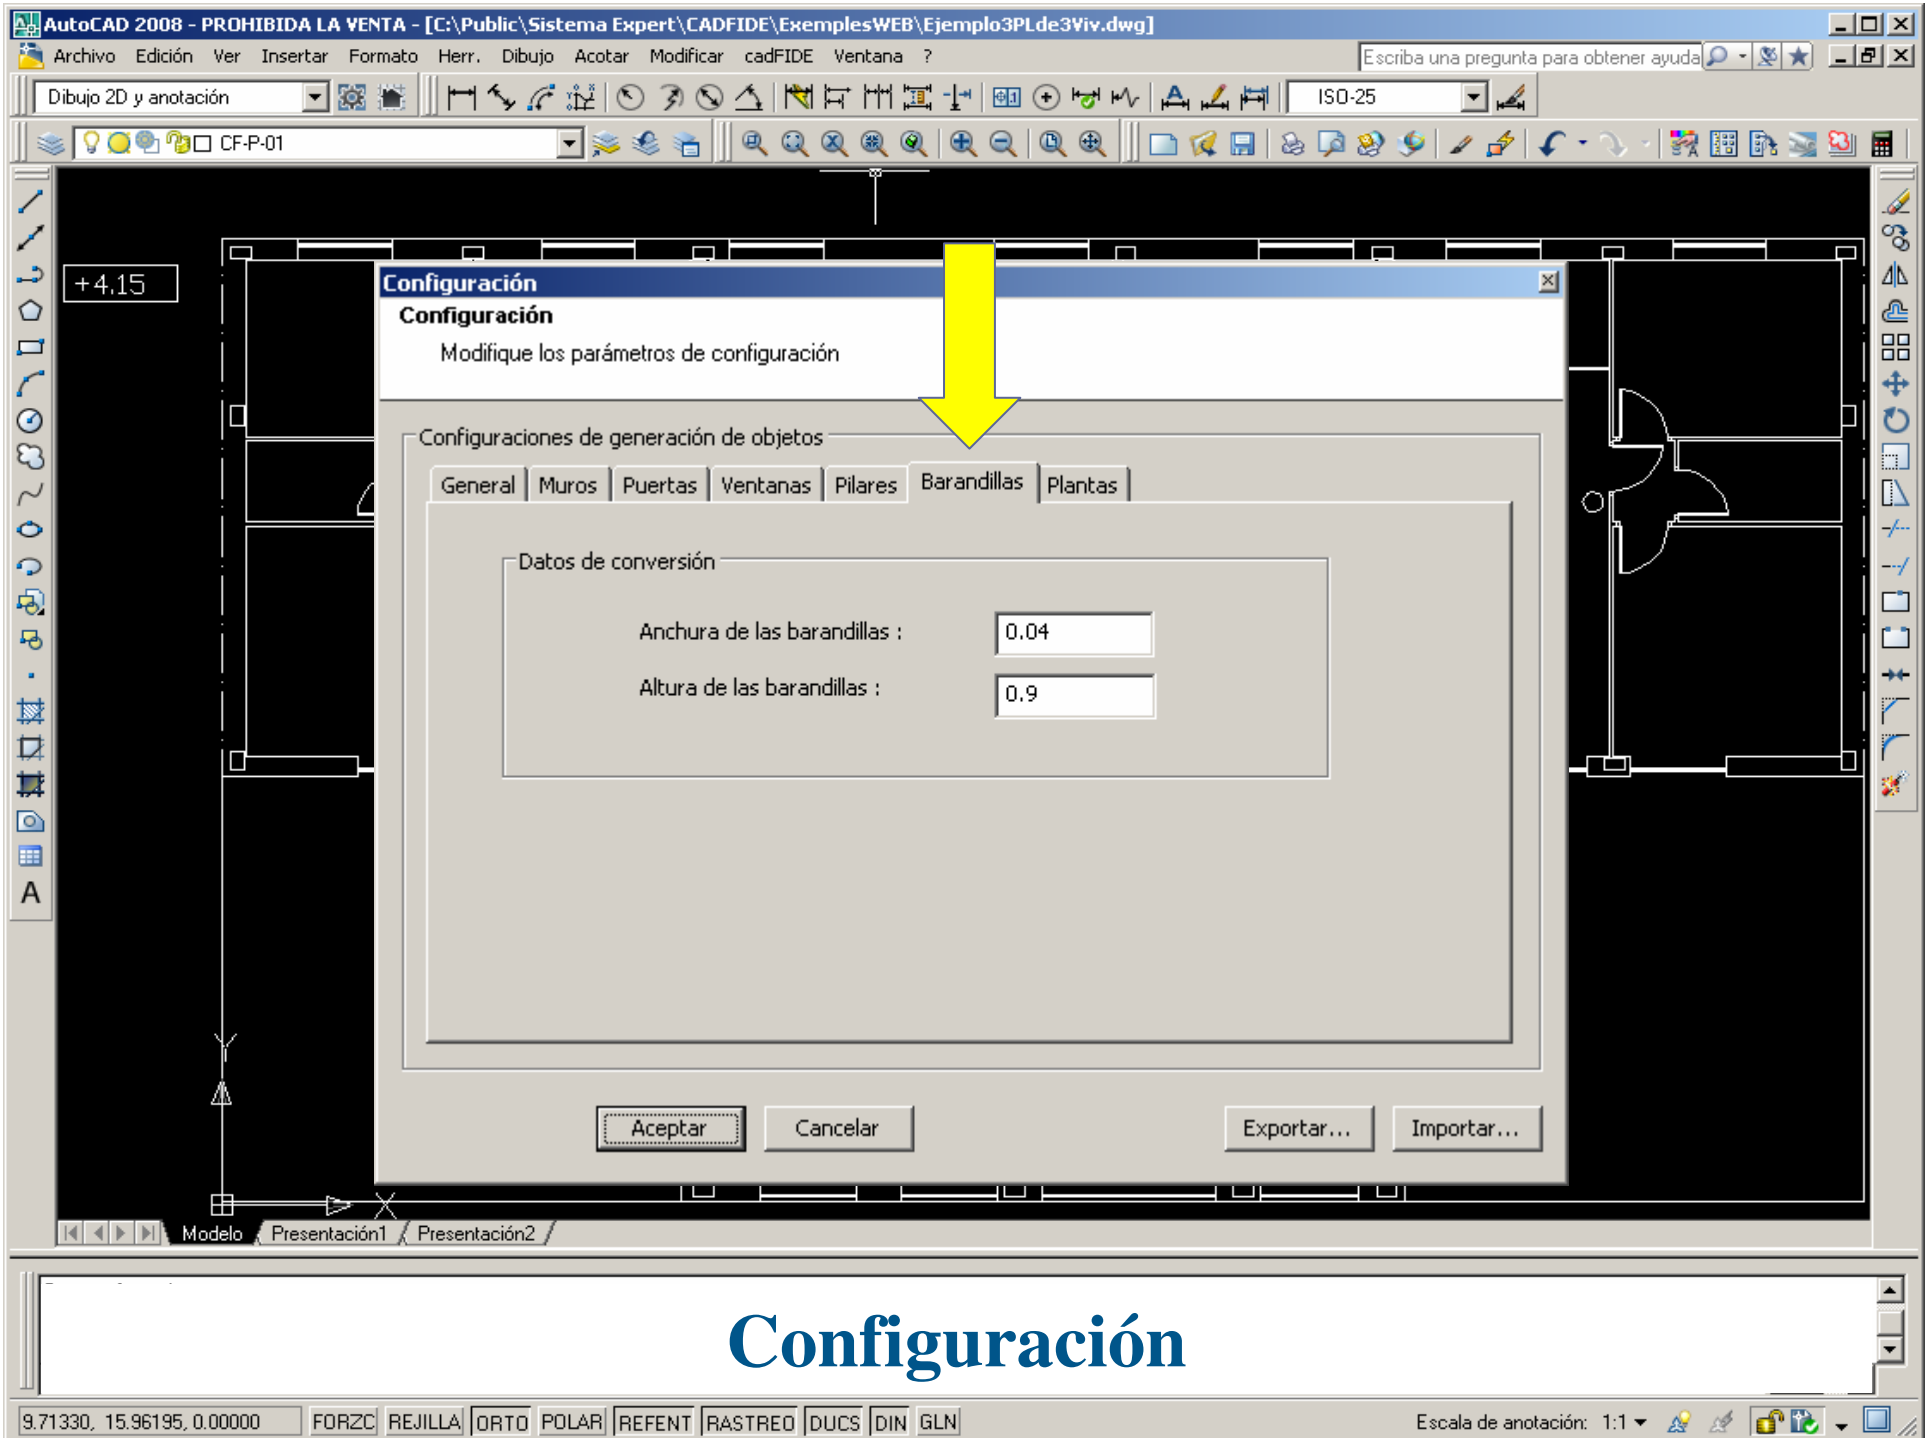 AutoCAD 2008 - PROHIBIDA LA VENTA - [C:\Public\Sistema Expert\CADFIDE\ExemplesWEB\Ejemplo3PLde3Viv.dwg]
Archivo Edición Ver Insertar Formato Herr. Dibujo Acotar Modificar cadFIDE Ventana ? Escriba una pregunta para obtener ayuda
Dibujo 2D y anotación ISO-25
CF-P-01
+4.15
Configuración
Configuración
Modifique los parámetros de configuración
Configuraciones de generación de objetos
General Muros Puertas Ventanas Pilares Barandillas Plantas
Datos de conversión
Anchura de las barandillas : 0.04
Altura de las barandillas : 0.9
Aceptar Cancelar Exportar... Importar...
Y
X
Modelo Presentación1 Presentación2
Configuración
9.71330, 15.96195, 0.00000 FORZC REJILLA ORTO POLAR REFENT RASTREO DUCS DIN GLN Escala de anotación: 1:1